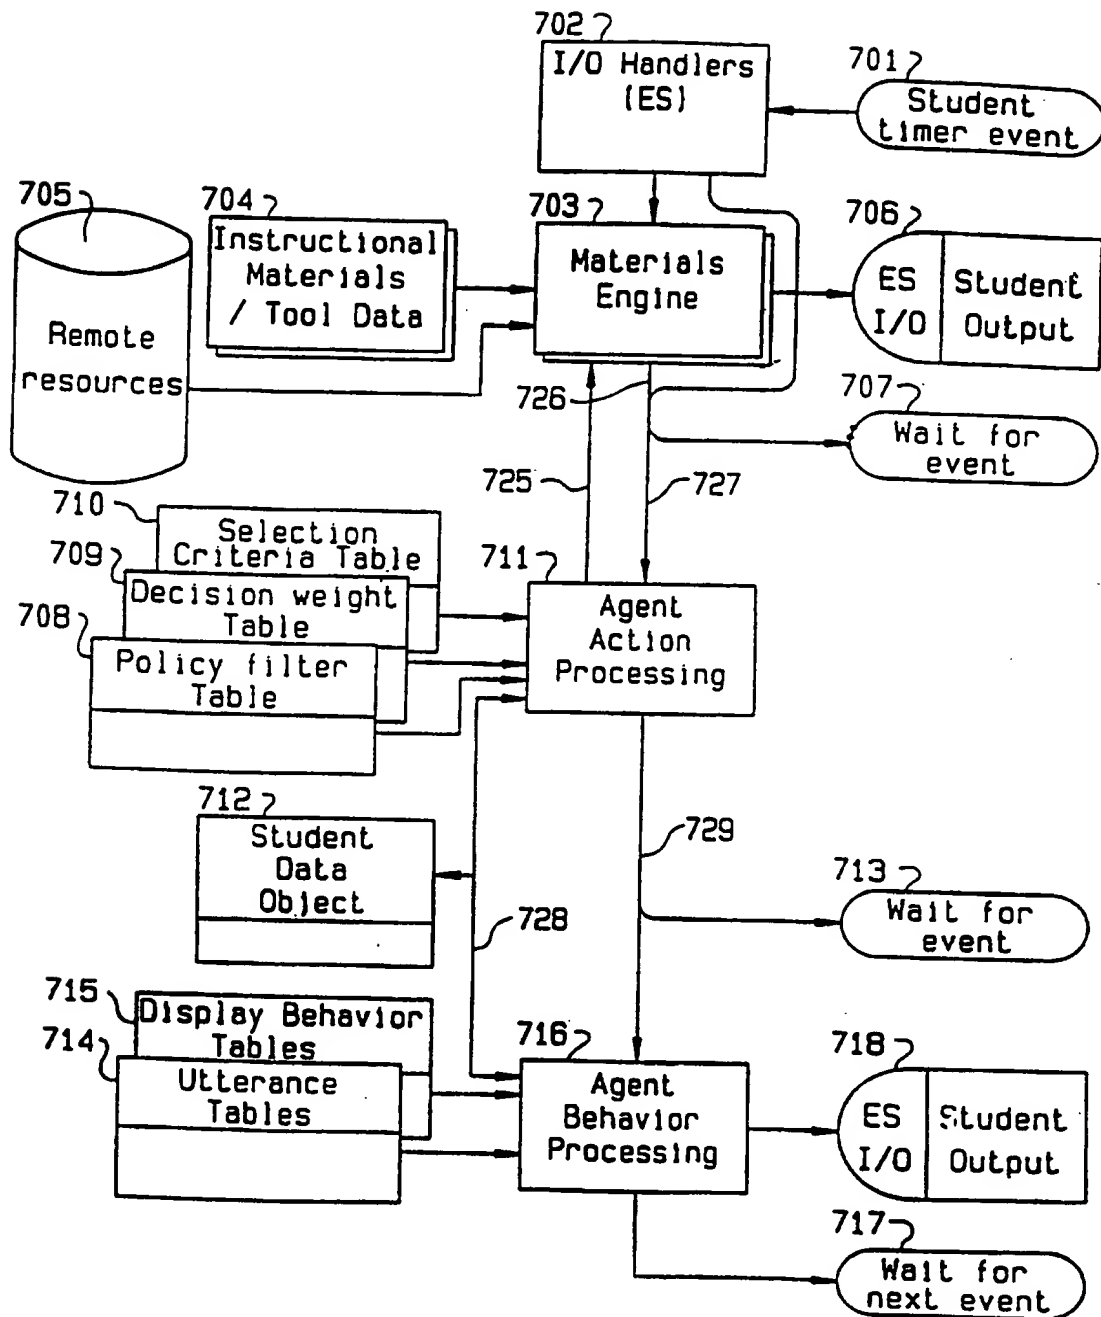 702
I/O Handlers
(ES)
701
Student
timer event
705
Remote
resources
704
Instructional
Materials
/ Tool Data
703
Materials
Engine
706
ES
I/O
Student
Output
726
707
Wait for
event
725
727
710
Selection
Criteria Table
709
Decision weight
Table
708
Policy filter
Table
711
Agent
Action
Processing
712
Student
Data
Object
729
728
713
Wait for
event
715
Display Behavior
Tables
714
Utterance
Tables
716
Agent
Behavior
Processing
718
ES
I/O
Student
Output
717
Wait for
next event